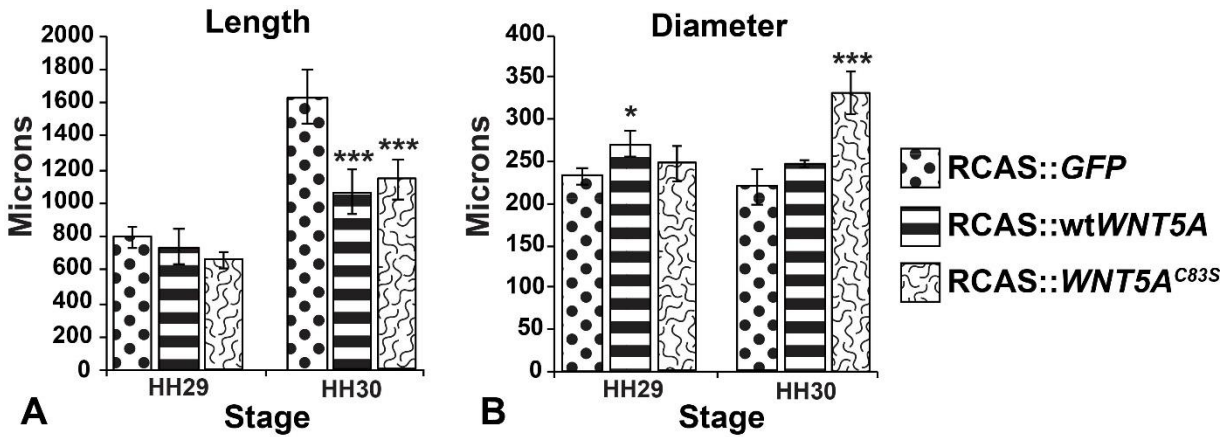 Length
Microns
2000
1800
1600
1400
1200
1000
800
600
400
200
0
*** ***
HH29 HH30
Stage
A
Diameter
Microns
400
350
300
250
200
150
100
50
0
* ***
HH29 HH30
Stage
B
RCAS::GFP
RCAS::wtWNT5A
RCAS::WNT5A^C83S